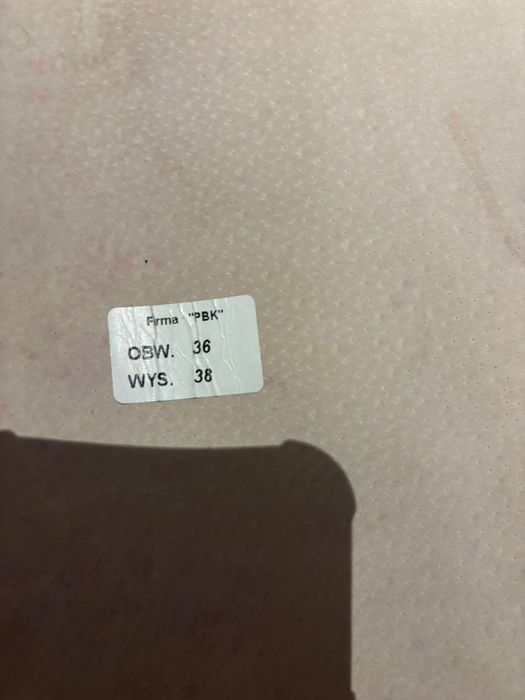 Firma "PBK"
OBW. 36
WYS. 38